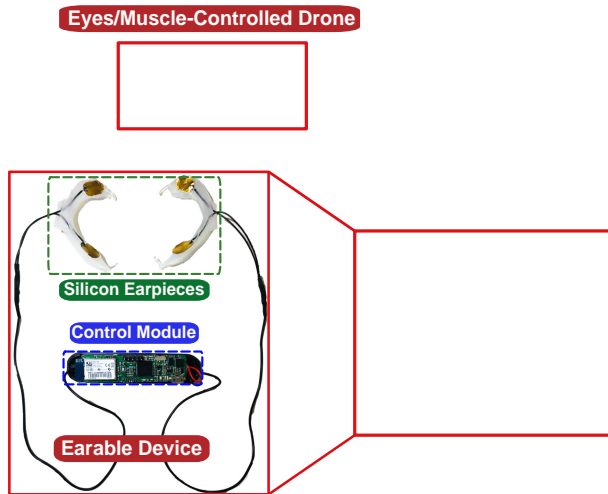 Eyes/Muscle-Controlled Drone
Silicon Earpieces
Control Module
Earable Device